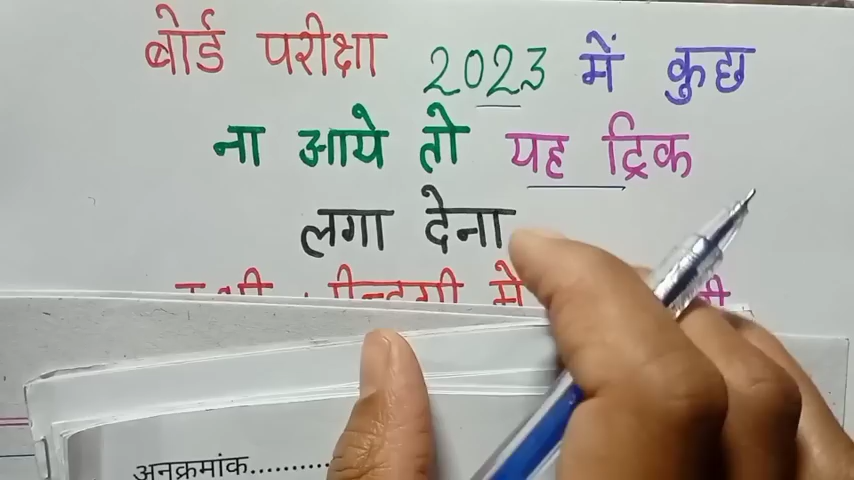 बोर्ड परीक्षा 2023 में कुछ
ना आये तो यह ट्रिक
लगा देना
में
अनुक्रमांक..........